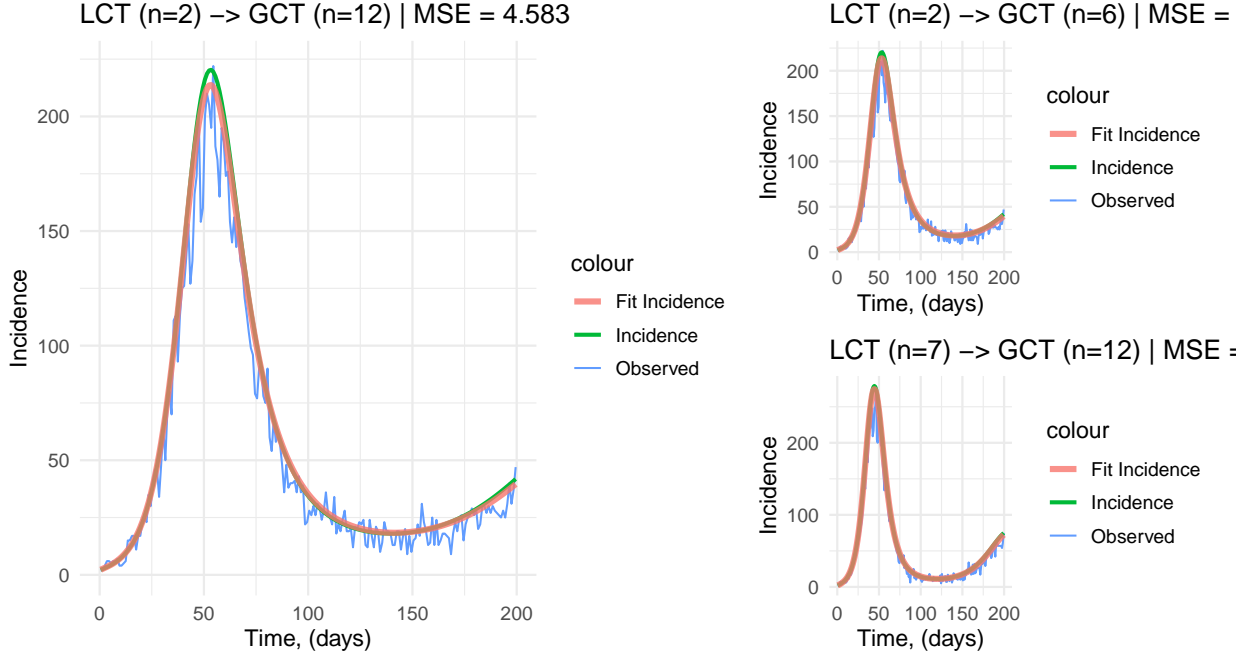 LCT (n=2) −> GCT (n=12) | MSE = 4.583
200
150
100
50
0
Incidence
0
50
100
150
200
Time, (days)
colour
Fit Incidence
Incidence
Observed
LCT (n=2) −> GCT (n=6) | MSE =
200
150
100
50
0
Incidence
0
50
100
150
200
Time, (days)
colour
Fit Incidence
Incidence
Observed
LCT (n=7) −> GCT (n=12) | MSE =
200
100
0
Incidence
0
50
100
150
200
Time, (days)
colour
Fit Incidence
Incidence
Observed